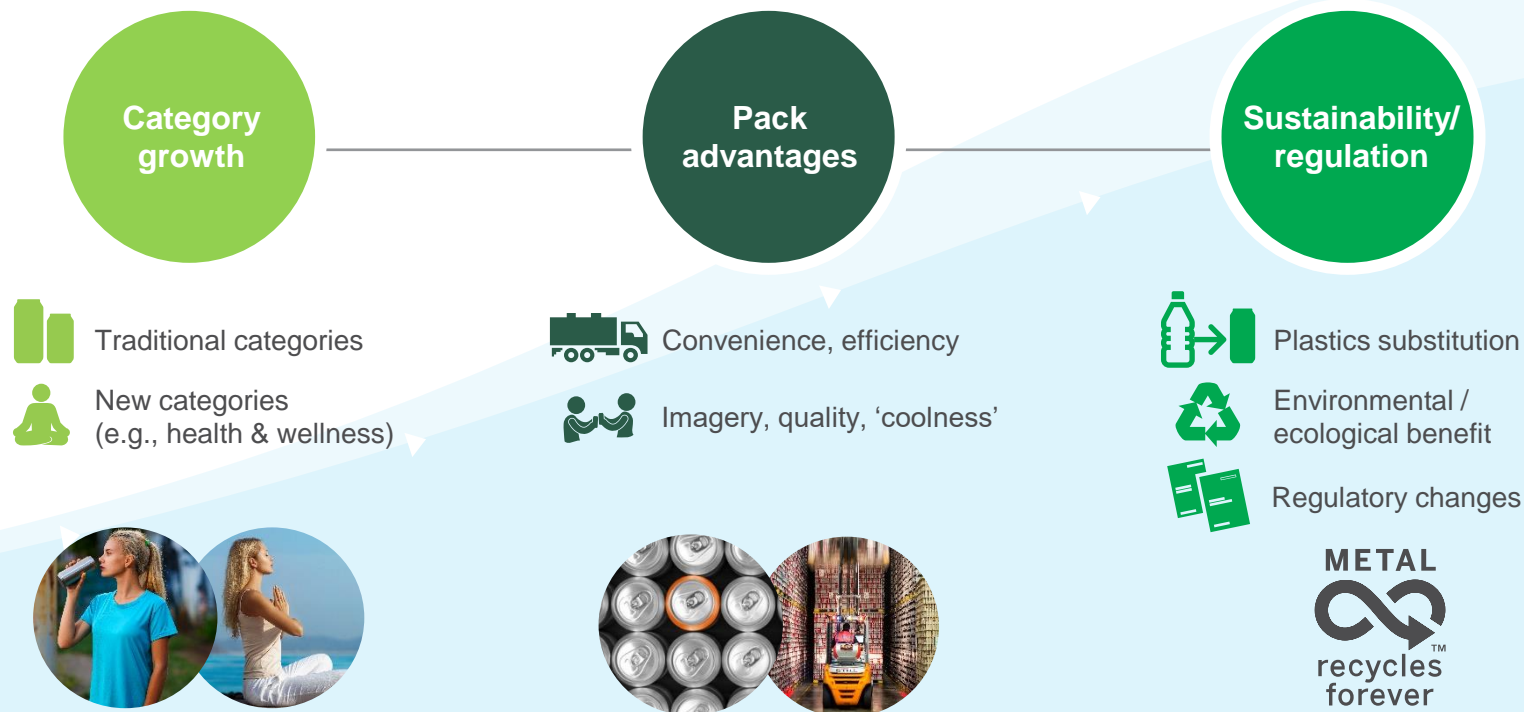 Category
growth
Pack
advantages
Sustainability/
regulation
Traditional categories
New categories
(e.g., health & wellness)
Convenience, efficiency
Imagery, quality, ‘coolness’
Plastics substitution
Environmental /
ecological benefit
Regulatory changes
METAL
TM
recycles
forever